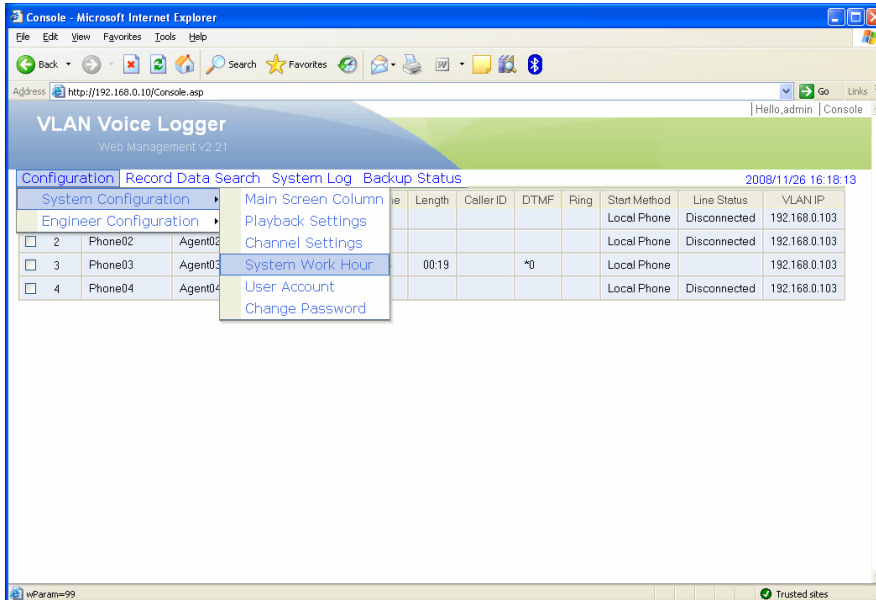 Console - Microsoft Internet Explorer
File Edit View Favorites Tools Help
Back Search Favorites
Address http://192.168.0.10/Console.asp Go Links
Hello,admin | Console
VLAN Voice Logger
Web Management v2.21
Configuration Record Data Search System Log Backup Status 2008/11/26 16:18:13
System Configuration
Engineer Configuration
Main Screen Column
Playback Settings
Channel Settings
System Work Hour
User Account
Change Password
Length Caller ID DTMF Ring Start Method Line Status VLAN IP
Local Phone Disconnected 192.168.0.103
2 Phone02 Agent02 Local Phone Disconnected 192.168.0.103
3 Phone03 Agent03 00:19 *0 Local Phone 192.168.0.103
4 Phone04 Agent04 Local Phone Disconnected 192.168.0.103
wParam=99 Trusted sites